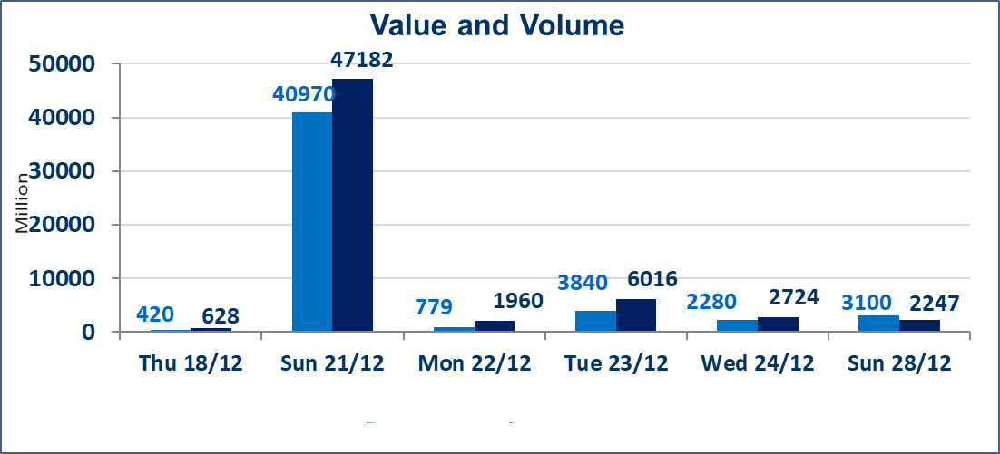 Value and Volume
50000
40000
30000
20000
10000
0
Million
420
628
40970
47182
779
1960
3840
6016
2280
2724
3100
2247
Thu 18/12
Sun 21/12
Mon 22/12
Tue 23/12
Wed 24/12
Sun 28/12